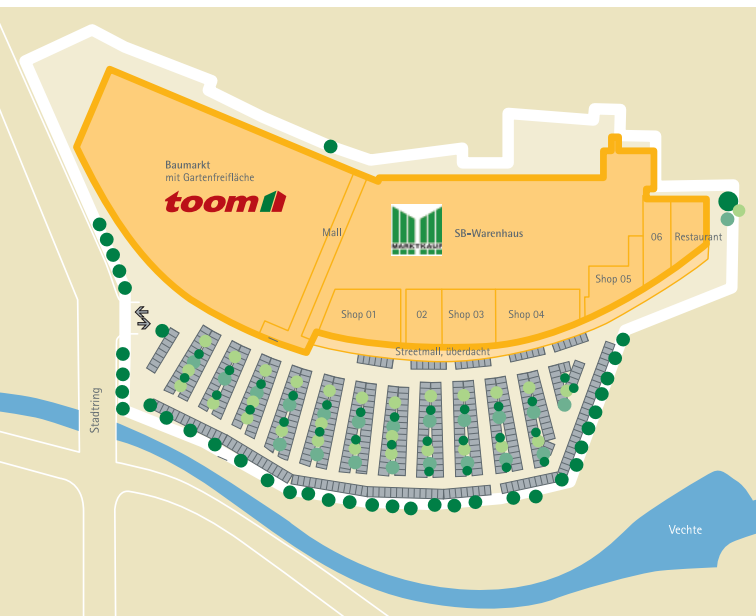 Baumarkt
mit Gartenfreifläche
toom
Mall
MARKTKAUF
SB-Warenhaus
06
Restaurant
Shop 05
Shop 01
02
Shop 03
Shop 04
Streetmall, überdacht
Stadtring
Vechte